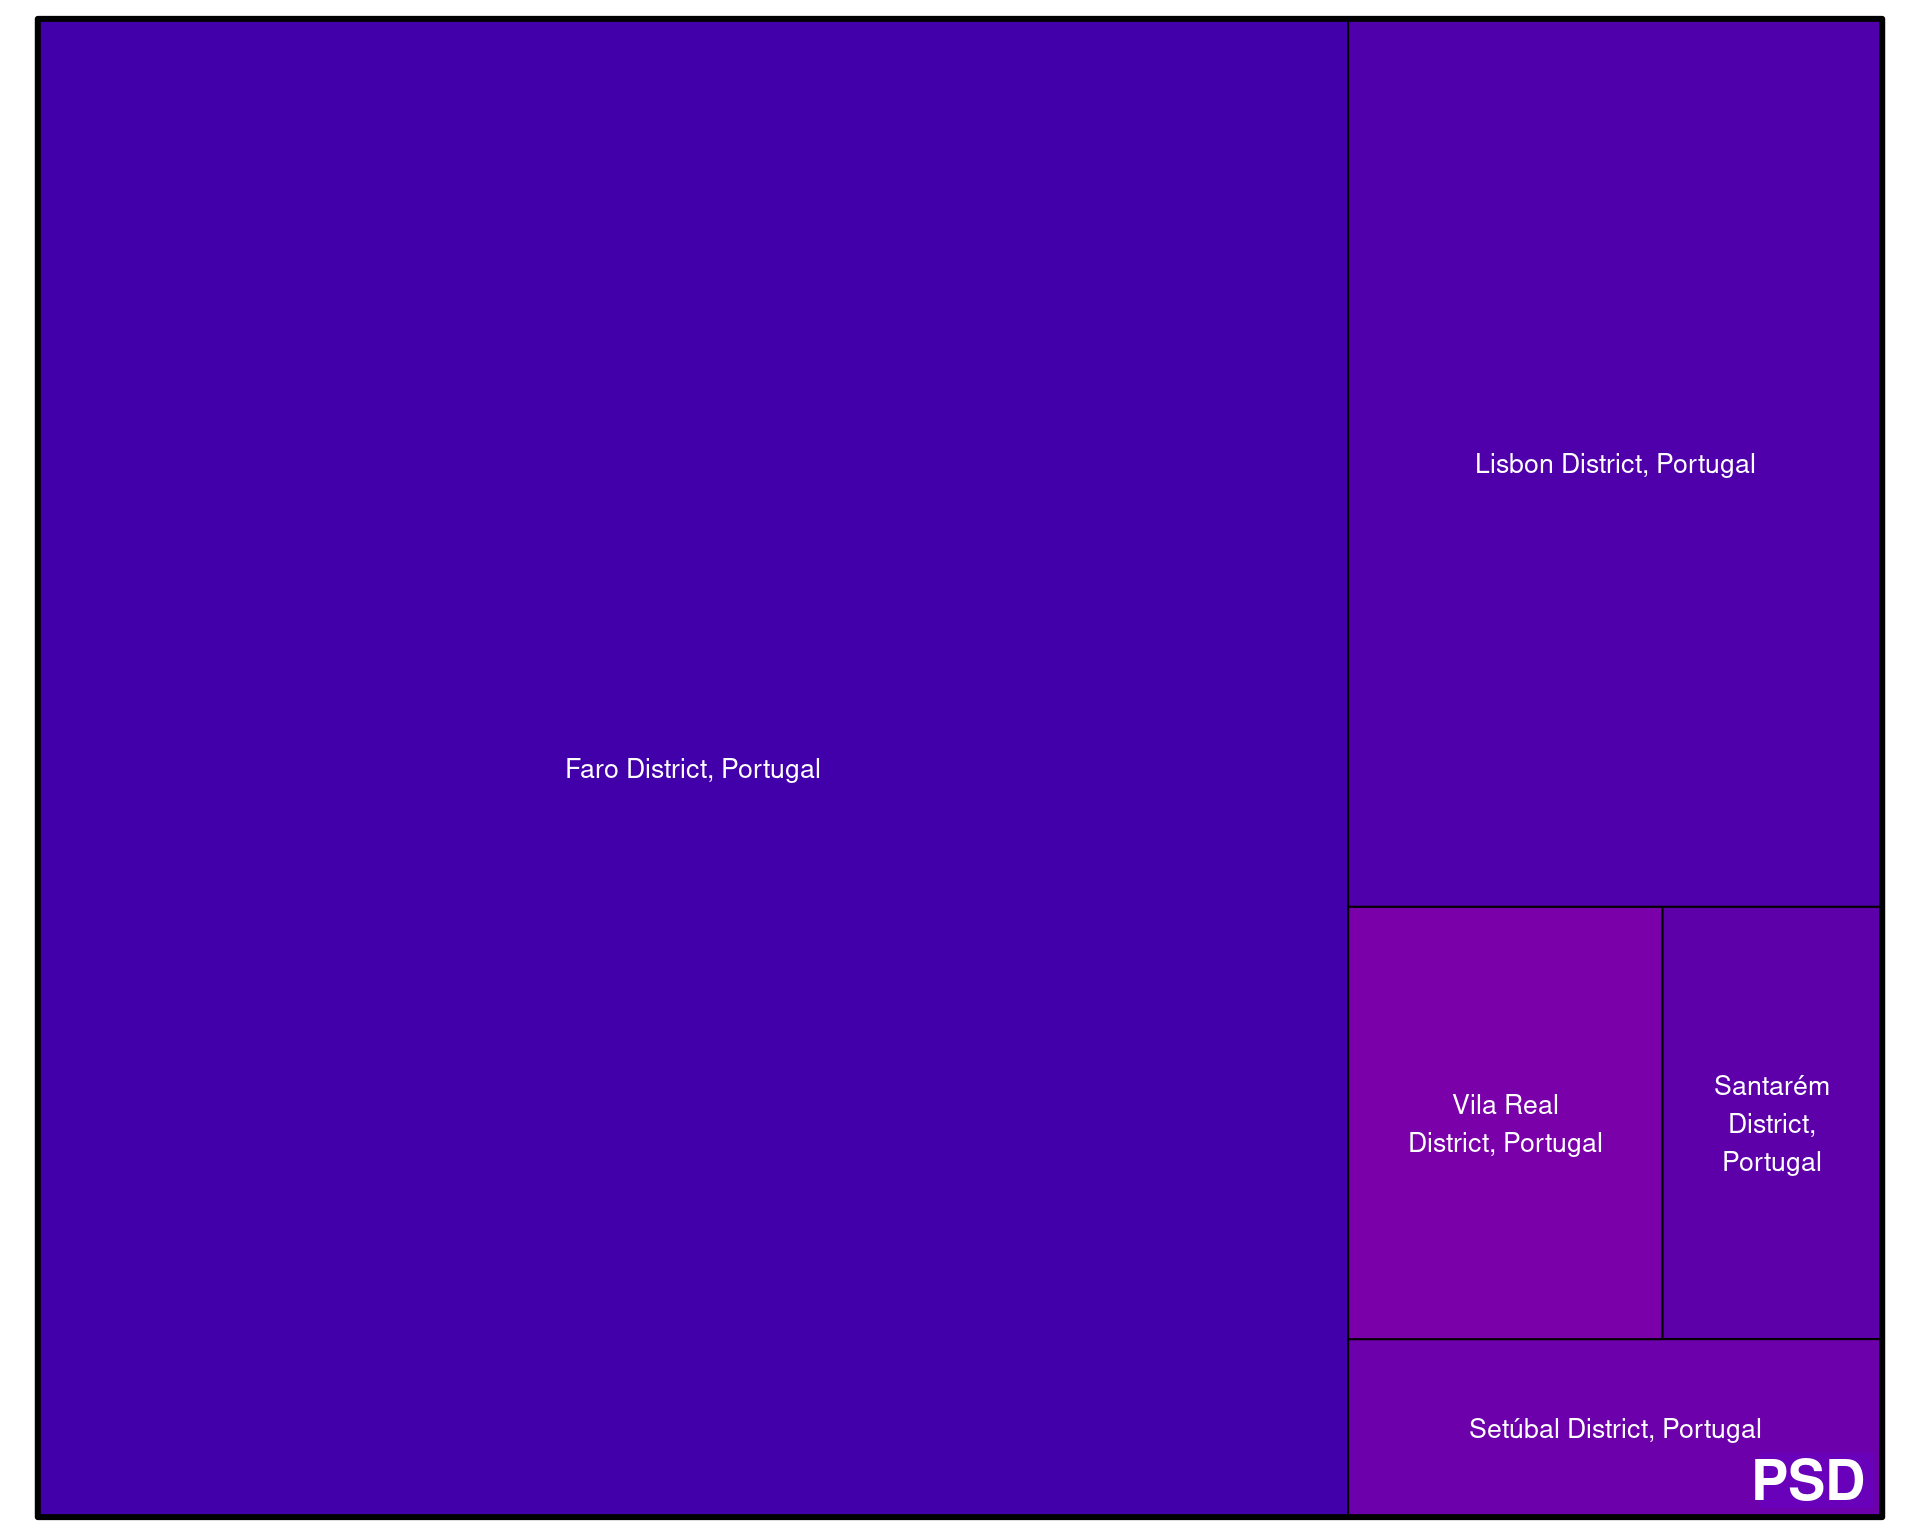 Faro District, Portugal
Lisbon District, Portugal
Vila Real
District, Portugal
Santarém
District,
Portugal
Setúbal District, Portugal
PSD